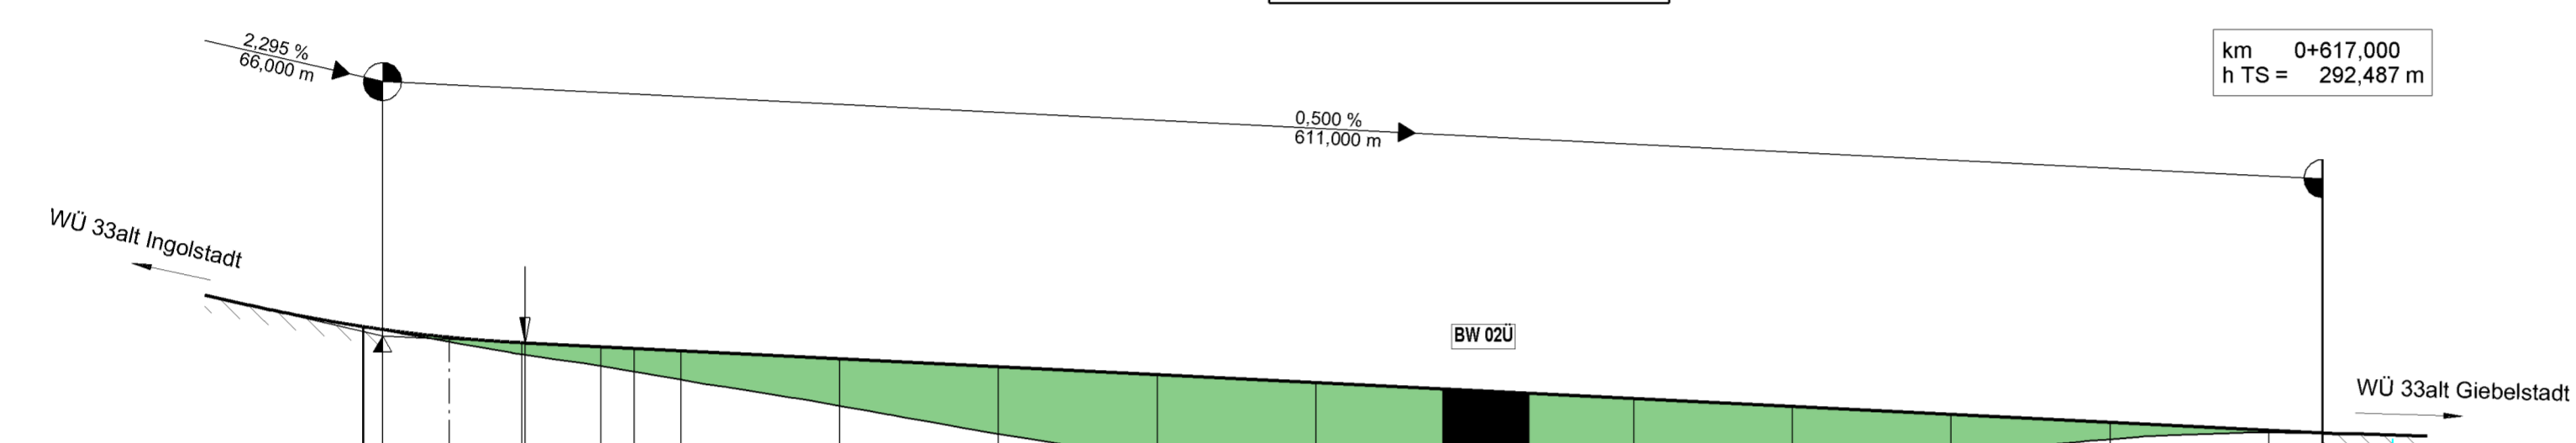 2,295 %
66,000 m
km 0+617,000
h TS = 292,487 m
0,500 %
611,000 m
WÜ 33alt Ingolstadt
BW 02Ü
WÜ 33alt Giebelstadt